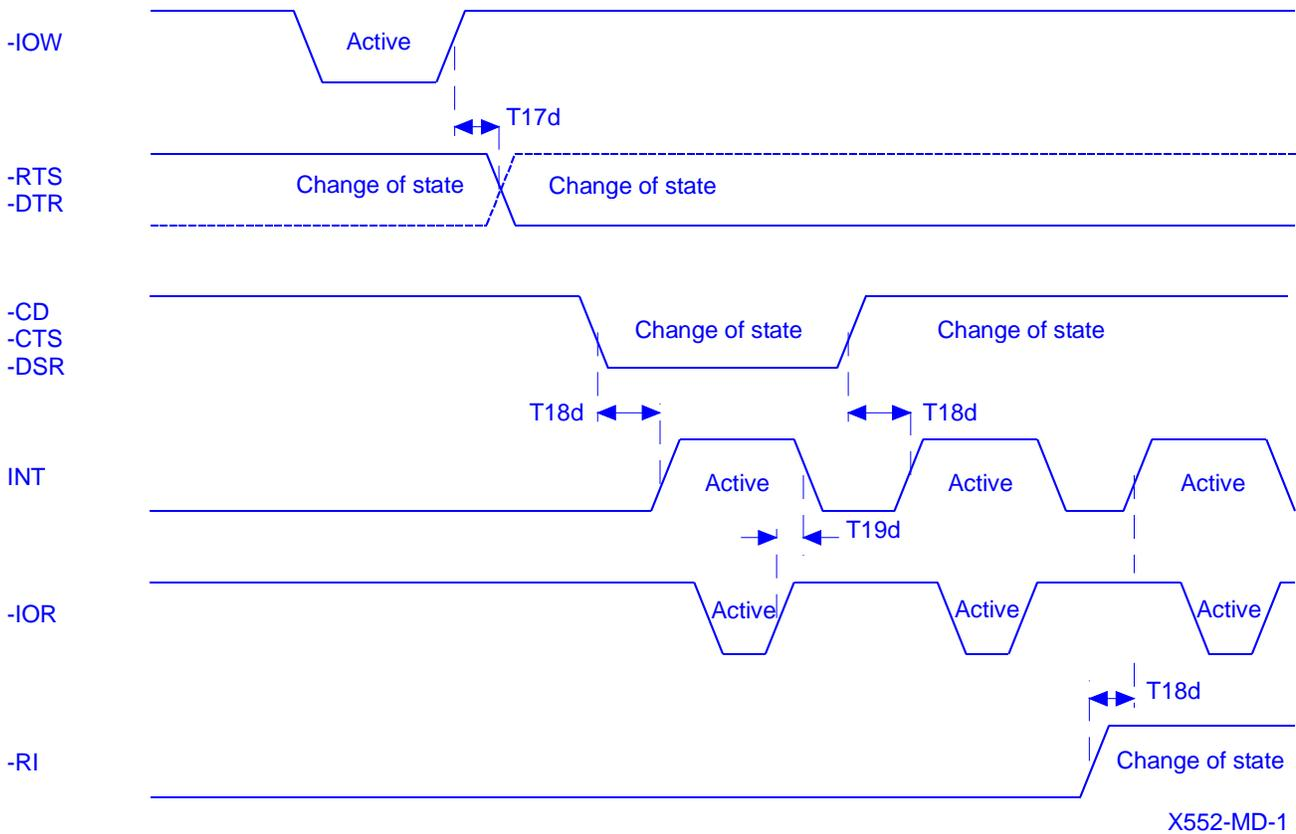 -IOW
Active
T17d
-RTS
-DTR
Change of state
Change of state
-CD
-CTS
-DSR
Change of state
Change of state
T18d
T18d
INT
Active
Active
Active
T19d
-IOR
Active
Active
Active
T18d
-RI
Change of state
X552-MD-1